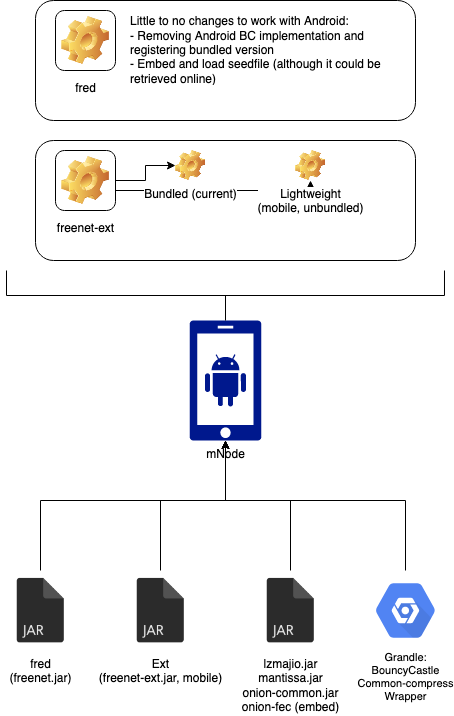 Little to no changes to work with Android:
- Removing Android BC implementation and
registering bundled version
- Embed and load seedfile (although it could be
retrieved online)
fred
freenet-ext
Bundled (current)
Lightweight
(mobile, unbundled)
mNode
JAR
JAR
JAR
fred
(freenet.jar)
Ext
(freenet-ext.jar, mobile)
lzmajio.jar
mantissa.jar
onion-common.jar
onion-fec (embed)
Grandle:
BouncyCastle
Common-compress
Wrapper